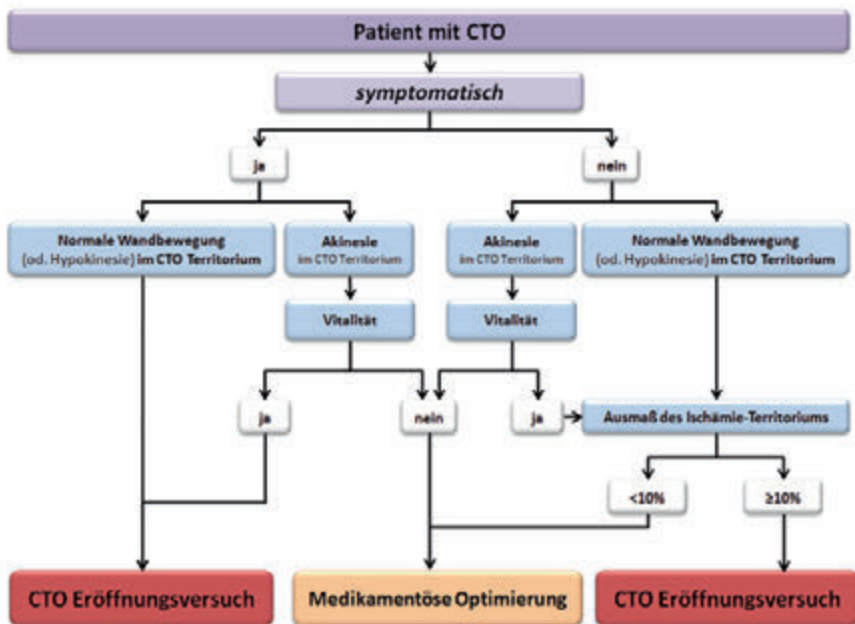 Patient mit CTO
symptomatisch
ja
nein
Normale Wandbewegung
(od. Hypokinesie) im CTO Territorium
Akinesie
im CTO Territorium
Akinesie
im CTO Territorium
Normale Wandbewegung
(od. Hypokinesie) im CTO Territorium
Vitalität
Vitalität
ja
nein
ja
Ausmaß des Ischämie-Territoriums
<10%
≥10%
CTO Eröffnungsversuch
Medikamentöse Optimierung
CTO Eröffnungsversuch